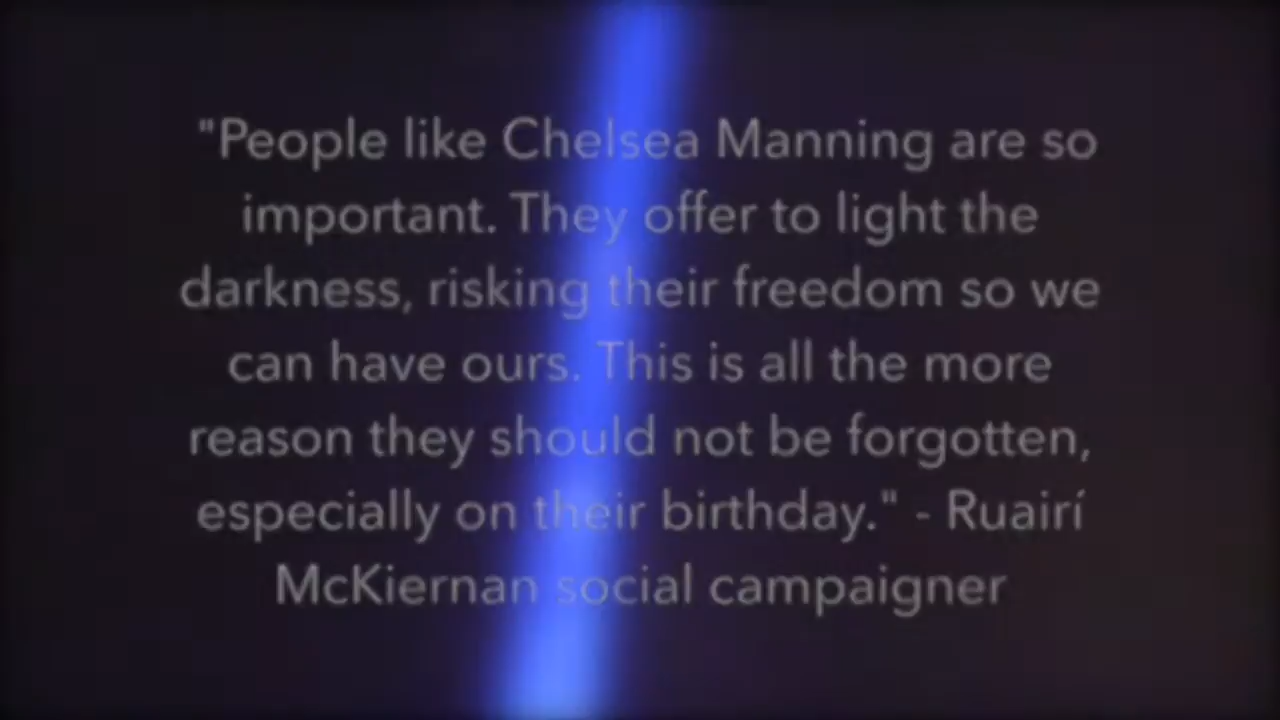 "People like Chelsea Manning are so
important. They offer to light the
darkness, risking their freedom so we
can have ours. This is all the more
reason they should not be forgotten,
especially on their birthday." - Ruairí
McKiernan social campaigner